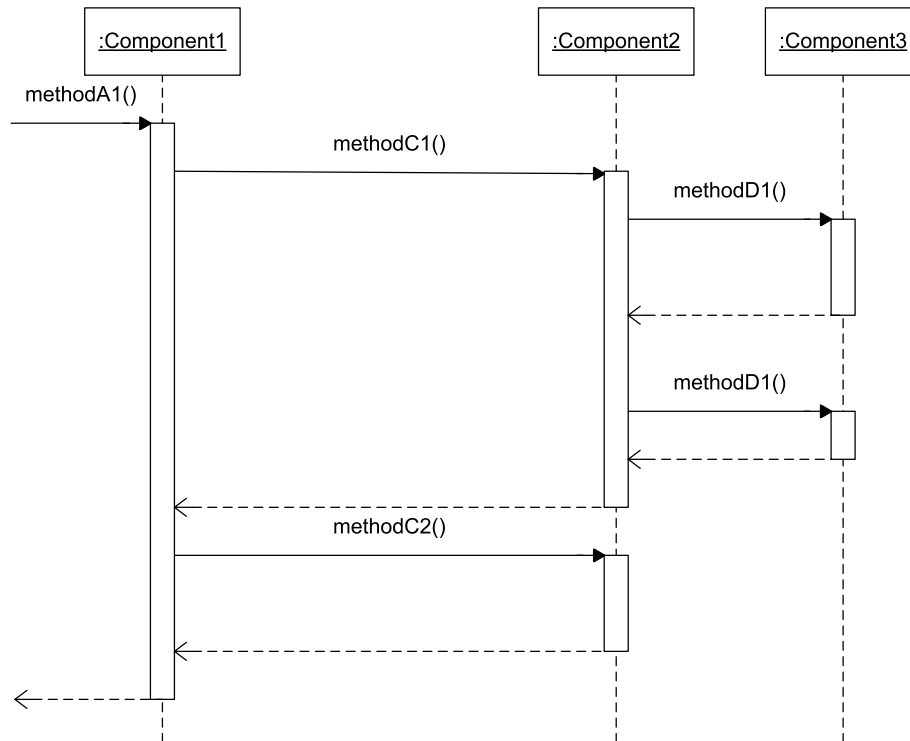 :Component1
:Component2
:Component3
methodA1()
methodC1()
methodD1()
methodD1()
methodC2()